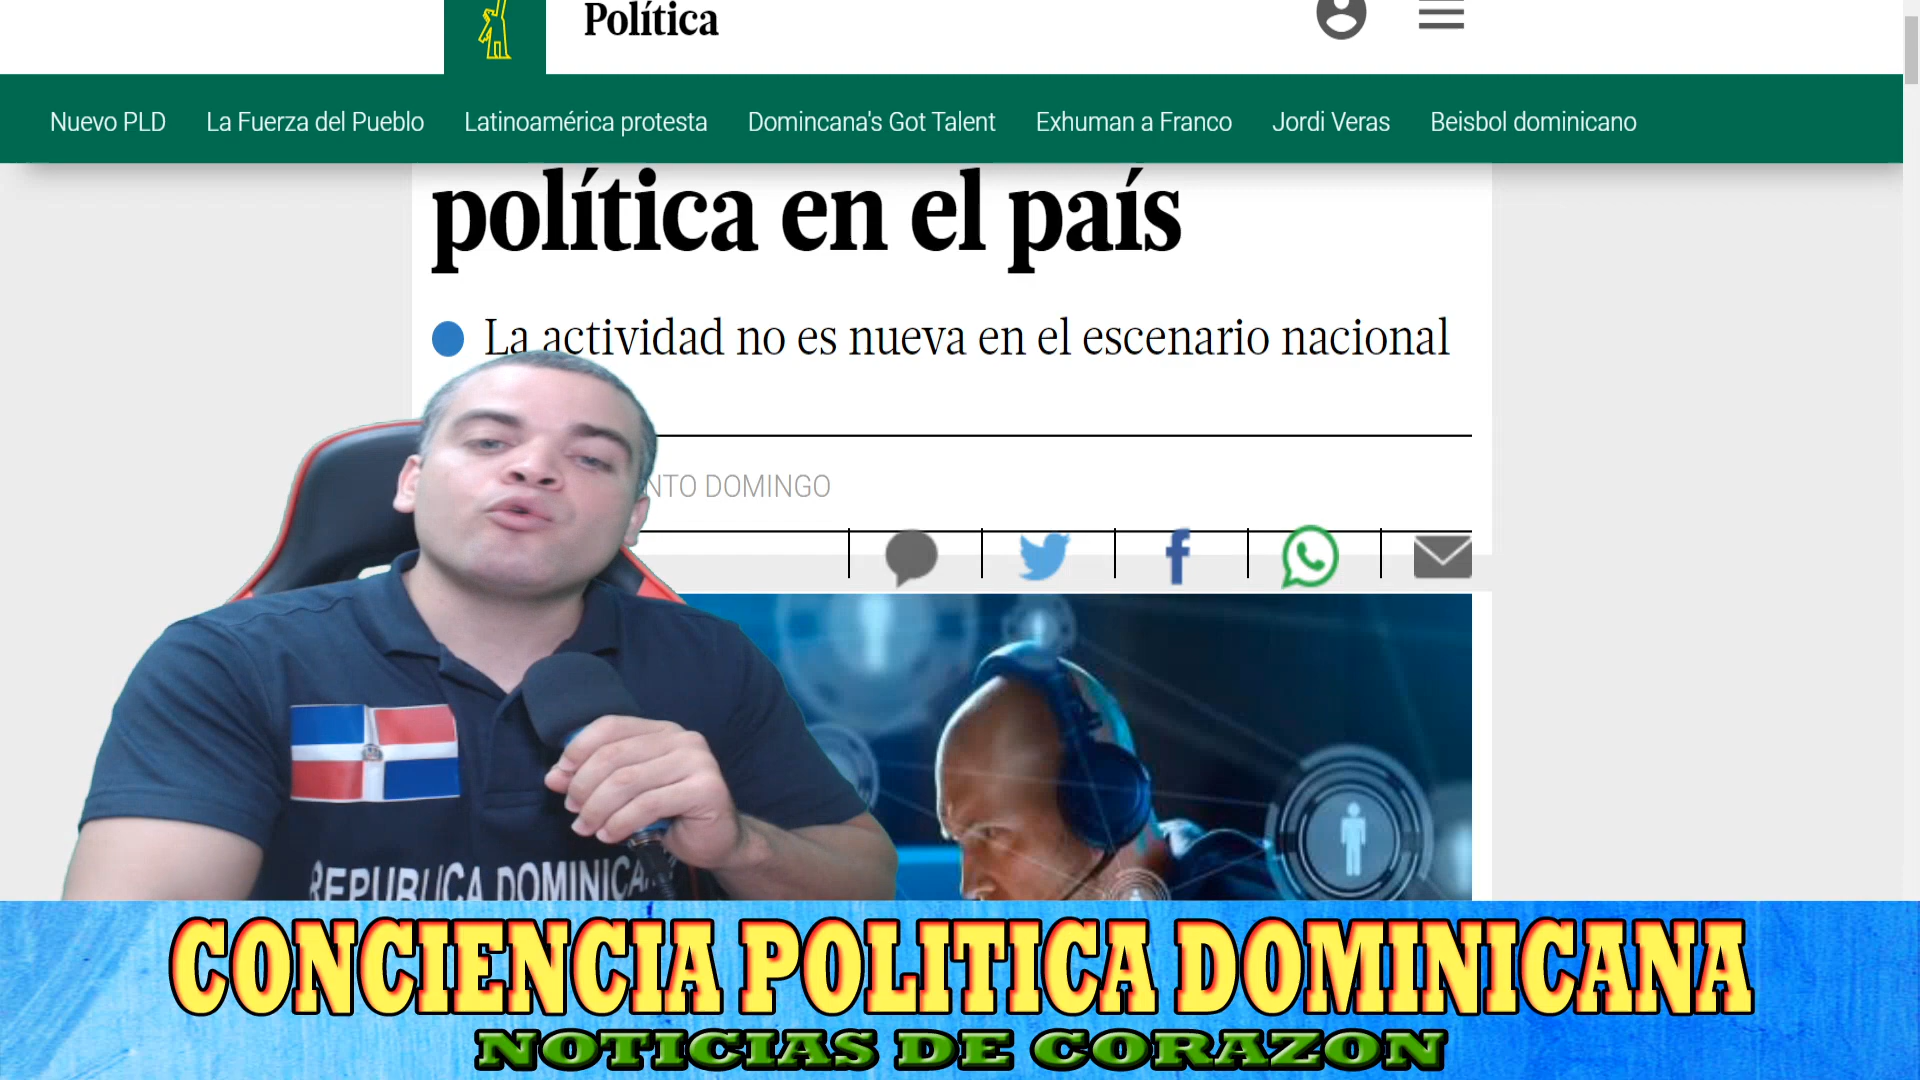 Política
Nuevo PLD La Fuerza del Pueblo Latinoamérica protesta Domincana's Got Talent Exhuman a Franco Jordi Veras Beisbol dominicano
política en el país
La actividad no es nueva en el escenario nacional
NTO DOMINGO
REPUBLICA DOMINICA
CONCIENCIA POLITICA DOMINICANA
NOTICIAS DE CORAZON